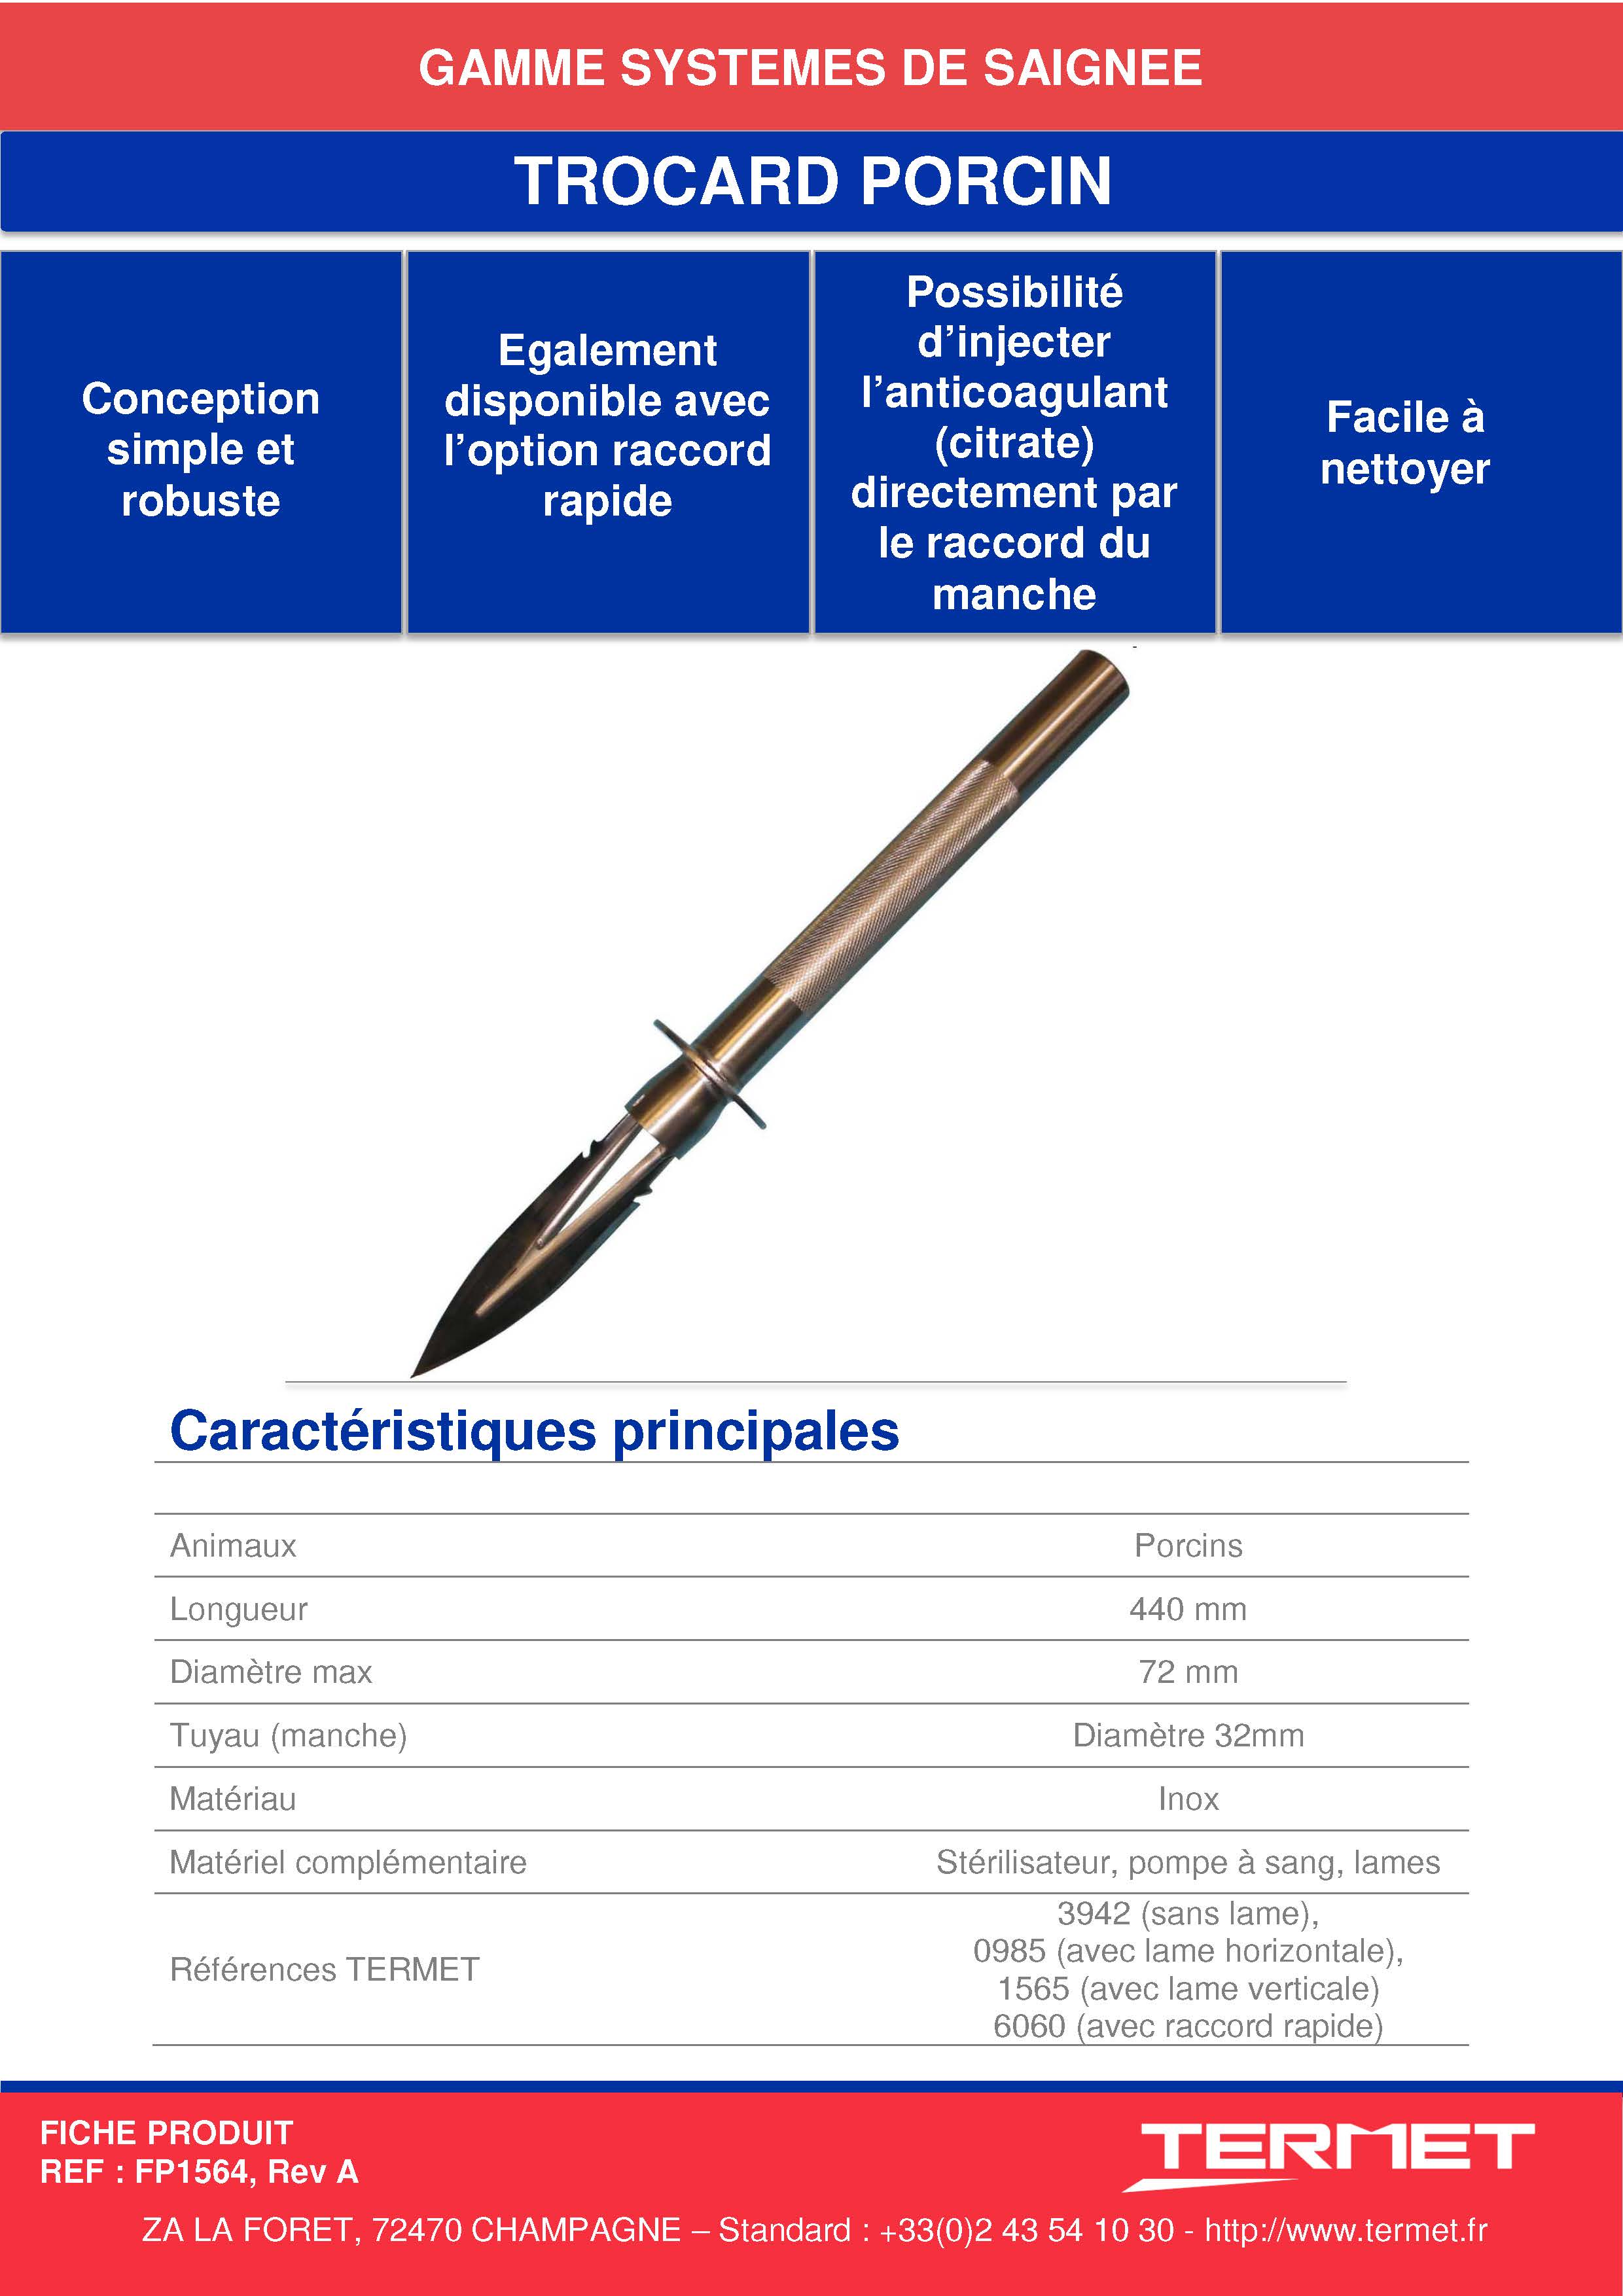 GAMME SYSTEMES DE SAIGNEE
TROCARD PORCIN
Conception
simple et
robuste
Egalement
disponible avec
l’option raccord
rapide
Possibilité
d’injecter
l’anticoagulant
(citrate)
directement par
le raccord du
manche
Facile à
nettoyer
Caractéristiques principales
Animaux Porcins
Longueur 440 mm
Diamètre max 72 mm
Tuyau (manche) Diamètre 32mm
Matériau Inox
Matériel complémentaire Stérilisateur, pompe à sang, lames
Références TERMET
3942 (sans lame),
0985 (avec lame horizontale),
1565 (avec lame verticale)
6060 (avec raccord rapide)
FICHE PRODUIT
REF : FP1564, Rev A
TERMET
ZA LA FORET, 72470 CHAMPAGNE – Standard : +33(0)2 43 54 10 30 - http://www.termet.fr